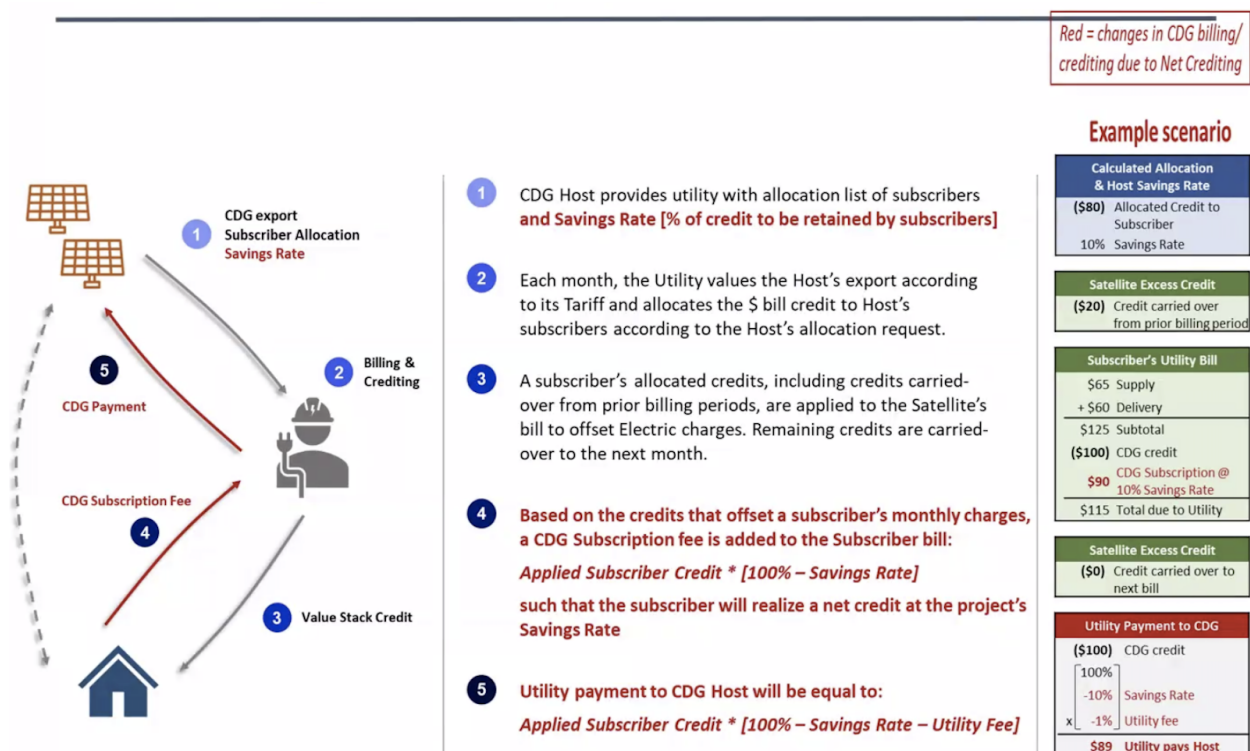 Red = changes in CDG billing/
crediting due to Net Crediting
1
CDG export
Subscriber Allocation
Savings Rate
2
Billing &
Crediting
5
CDG Payment
CDG Subscription Fee
4
3
Value Stack Credit
1
CDG Host provides utility with allocation list of subscribers
and Savings Rate [% of credit to be retained by subscribers]
2
Each month, the Utility values the Host's export according
to its Tariff and allocates the $ bill credit to Host's
subscribers according to the Host's allocation request.
3
A subscriber's allocated credits, including credits carried-
over from prior billing periods, are applied to the Satellite's
bill to offset Electric charges. Remaining credits are carried-
over to the next month.
4
Based on the credits that offset a subscriber's monthly charges,
a CDG Subscription fee is added to the Subscriber bill:
Applied Subscriber Credit * [100% – Savings Rate]
such that the subscriber will realize a net credit at the project's
Savings Rate
5
Utility payment to CDG Host will be equal to:
Applied Subscriber Credit * [100% – Savings Rate – Utility Fee]
Example scenario
Calculated Allocation
& Host Savings Rate
($80) Allocated Credit to
Subscriber
10% Savings Rate
Satellite Excess Credit
($20) Credit carried over
from prior billing period
Subscriber's Utility Bill
$65 Supply
+ $60 Delivery
$125 Subtotal
($100) CDG credit
$90 CDG Subscription @
10% Savings Rate
$115 Total due to Utility
Satellite Excess Credit
($0) Credit carried over to
next bill
Utility Payment to CDG
($100) CDG credit
100%
-10% Savings Rate
x -1% Utility fee
$89 Utility pays Host